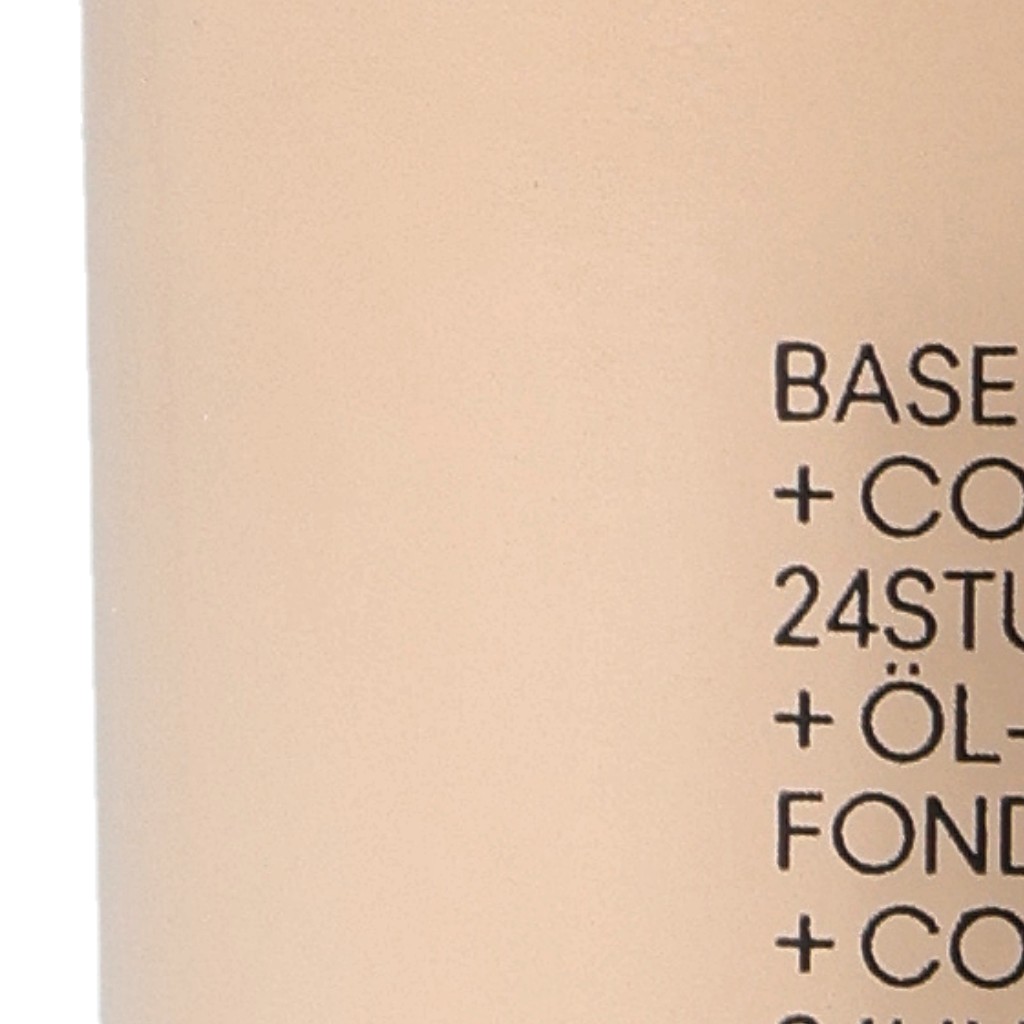 BASE
+ CO
24STU
+ ÖL-
FOND
+ CO